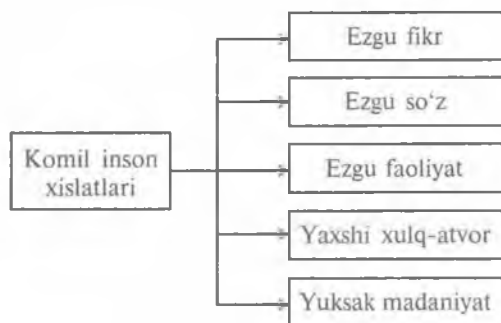 Komil inson
xislatlari
Ezgu fikr
Ezgu so‘z
Ezgu faoliyat
Yaxshi xulq-atvor
Yuksak madaniyat